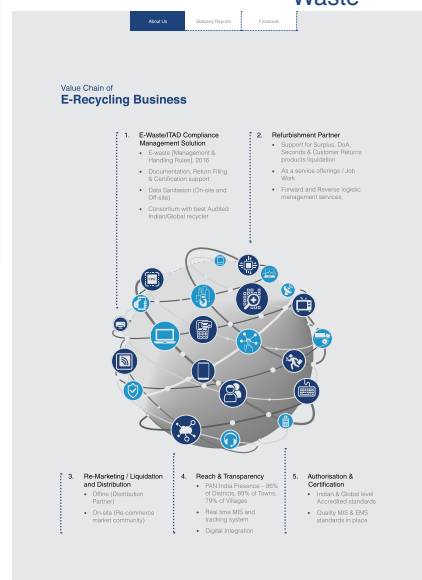 Waste
About Us
Statutory Reports
Financials
Value Chain of
E-Recycling Business
1. E-Waste/ITAD Compliance
Management Solution
• E-waste [Management &
Handling Rules], 2016
• Documentation, Return Filing
& Certification support
• Data Sanitasion (On-site and
Off-site)
• Consortium with best Audited
Indian/Global recycler
2. Refurbishment Partner
• Support for Surplus, DoA,
Seconds & Customer Returns
products liquidation
• As a service offerings / Job
Work
• Forward and Reverse logistic
management services
3. Re-Marketing / Liquidation
and Distribution
• Offline (Distribution
Partner)
• On-site (Re-commerce
market community)
4. Reach & Transparency
• PAN India Presence – 86%
of Districts, 89% of Towns,
79% of Villages
• Real time MIS and
tracking system
• Digital Integration
5. Authorisation &
Certification
• Indian & Global level
Accredited standards
• Quality MIS & EMS
standards in place